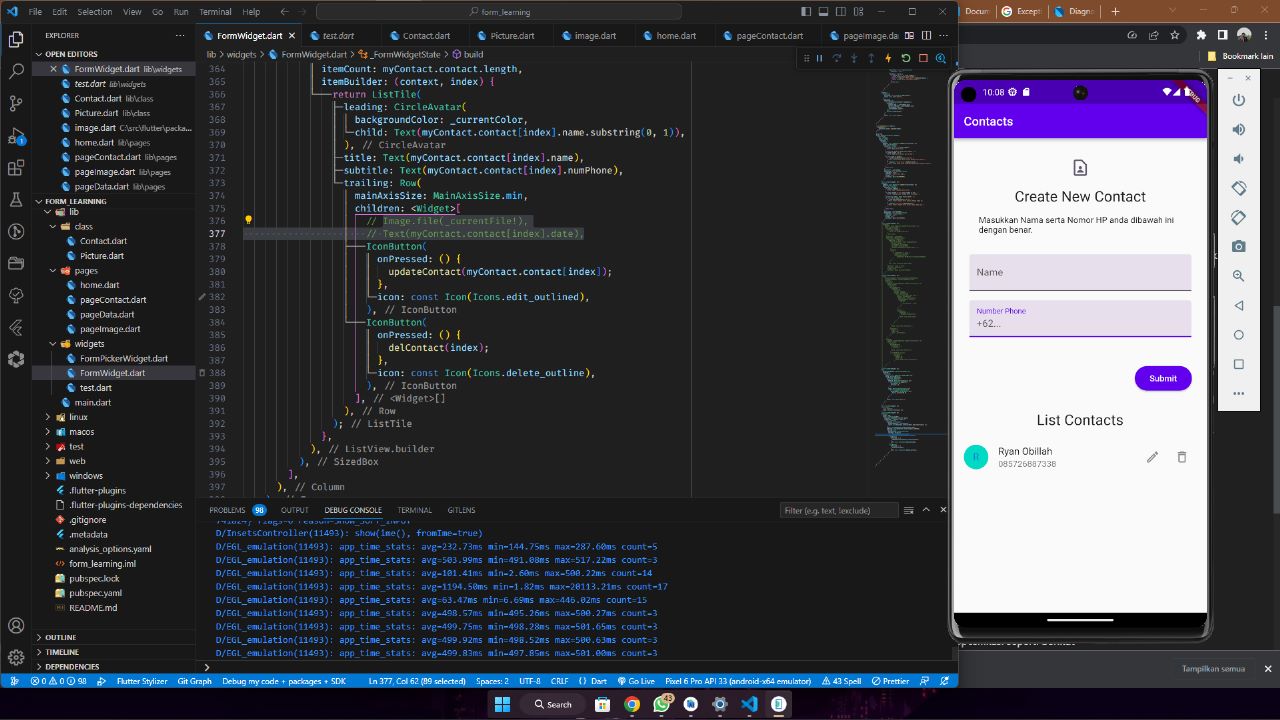 File Edit Selection View Go Run Terminal Help
form_learning
Docum
Excepti
Diagno
Bookmark lain
EXPLORER
OPEN EDITORS
FormWidget.dart lib\widgets
test.dart lib\widgets
Contact.dart lib\class
Picture.dart lib\class
image.dart C:\src\flutter\packa...
home.dart lib\pages
pageContact.dart lib\pages
pageImage.dart lib\pages
pageData.dart lib\pages
FORM_LEARNING
lib
class
Contact.dart
Picture.dart
pages
home.dart
pageContact.dart
pageData.dart
pageImage.dart
widgets
FormPickerWidget.dart
FormWidget.dart
test.dart
main.dart
linux
macos
test
web
windows
.flutter-plugins
.flutter-plugins-dependencies
.gitignore
.metadata
analysis_options.yaml
form_learning.iml
pubspec.lock
pubspec.yaml
README.md
OUTLINE
TIMELINE
DEPENDENCIES
FormWidget.dart test.dart Contact.dart Picture.dart image.dart home.dart pageContact.dart pageImage.da
lib > widgets > FormWidget.dart > _FormWidgetState > build
364 itemCount: myContact.contact.length,
365 itemBuilder: (context, index) {
366 return ListTile(
367 leading: CircleAvatar(
368 backgroundColor: _currentColor,
369 child: Text(myContact.contact[index].name.substring(0, 1)),
370 ), // CircleAvatar
371 title: Text(myContact.contact[index].name),
372 subtitle: Text(myContact.contact[index].numPhone),
373 trailing: Row(
374 mainAxisSize: MainAxisSize.min,
375 children: <Widget>[
376 // Image.file(_currentFile!),
377 // Text(myContact.contact[index].date),
378 IconButton(
379 onPressed: () {
380 updateContact(myContact.contact[index]);
381 },
382 icon: const Icon(Icons.edit_outlined),
383 ), // IconButton
384 IconButton(
385 onPressed: () {
386 delContact(index);
387 },
388 icon: const Icon(Icons.delete_outline),
389 ), // IconButton
390 ], // <Widget>[]
391 ), // Row
392 ); // ListTile
393 },
394 ), // ListView.builder
395 ), // SizedBox
396 ],
397 ), // Column
PROBLEMS 98 OUTPUT DEBUG CONSOLE TERMINAL GITLENS
Filter (e.g. text, !exclude)
D/InsetsController(11493): show(ime(), fromIme=true)
D/EGL_emulation(11493): app_time_stats: avg=232.73ms min=144.75ms max=287.60ms count=5
D/EGL_emulation(11493): app_time_stats: avg=503.99ms min=491.08ms max=517.22ms count=3
D/EGL_emulation(11493): app_time_stats: avg=101.41ms min=2.60ms max=500.22ms count=14
D/EGL_emulation(11493): app_time_stats: avg=1194.50ms min=1.82ms max=20113.21ms count=17
D/EGL_emulation(11493): app_time_stats: avg=63.47ms min=6.69ms max=446.02ms count=15
D/EGL_emulation(11493): app_time_stats: avg=498.57ms min=495.26ms max=500.27ms count=3
D/EGL_emulation(11493): app_time_stats: avg=499.75ms min=498.28ms max=501.65ms count=3
D/EGL_emulation(11493): app_time_stats: avg=499.92ms min=498.52ms max=500.63ms count=3
D/EGL_emulation(11493): app_time_stats: avg=499.83ms min=497.85ms max=501.00ms count=3
0 0 98 Flutter Stylizer Git Graph Debug my code + packages + SDK Ln 377, Col 62 (89 selected) Spaces: 2 UTF-8 CRLF {} Dart Go Live Pixel 6 Pro API 33 (android-x64 emulator) 43 Spell Prettier
10:08
Contacts
Create New Contact
Masukkan Nama serta Nomor HP anda dibawah ini
dengan benar.
Name
Number Phone
+62...
Submit
List Contacts
R
Ryan Obillah
085726887338
Tampilkan semua
Search
43